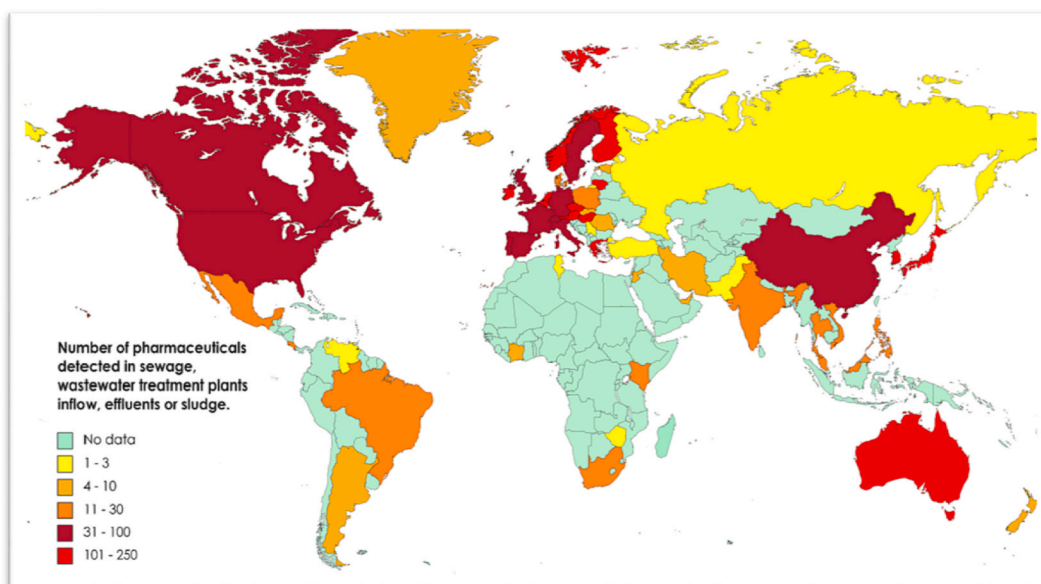 Number of pharmaceuticals
detected in sewage,
wastewater treatment plants
inflow, effluents or sludge.
No data
1 - 3
4 - 10
11 - 30
31 - 100
101 - 250